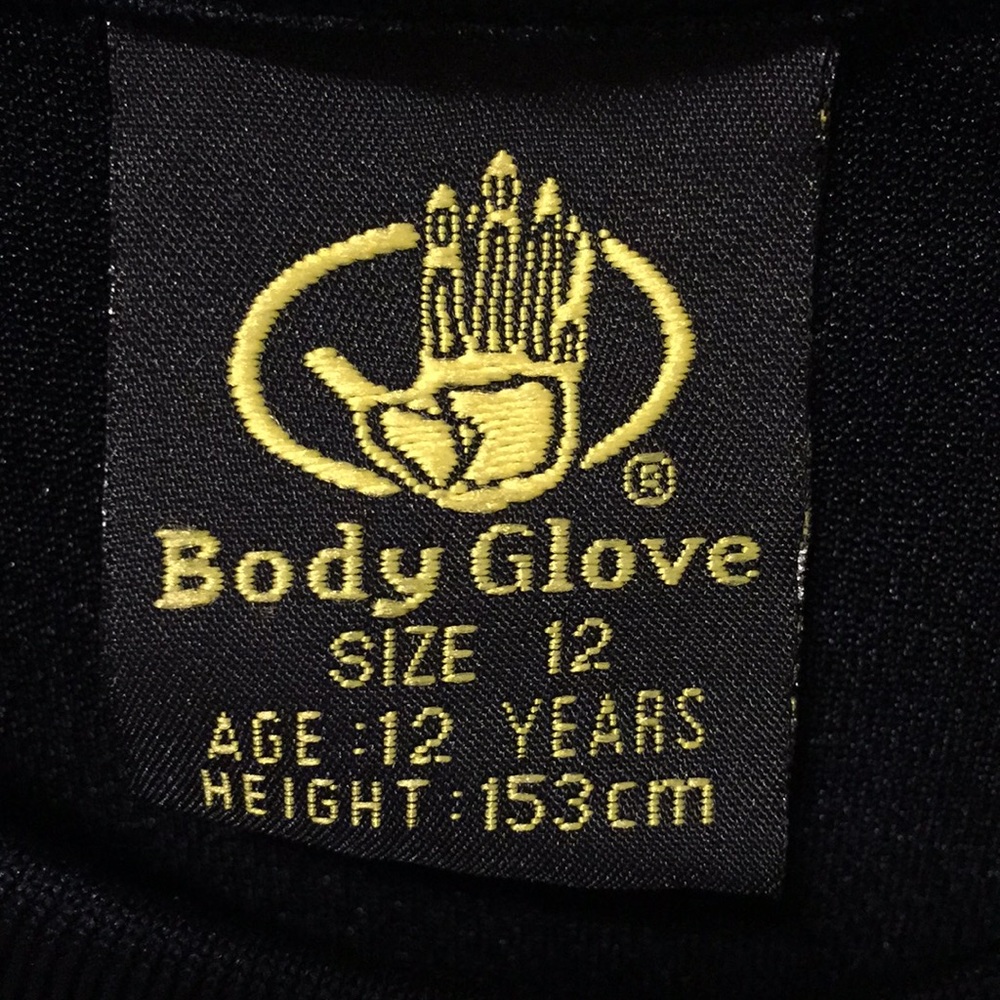 ®
Body Glove
SIZE 12
AGE :12 YEARS
HEIGHT :153cm